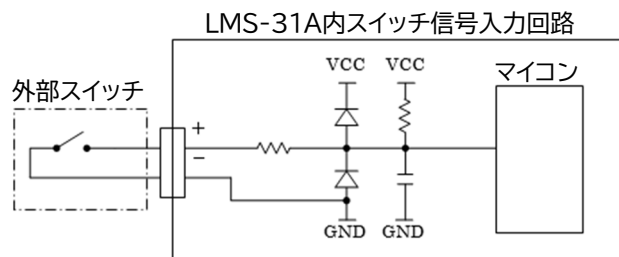 LMS-31A内スイッチ信号入力回路
外部スイッチ
VCC
VCC
マイコン
+
−
GND
GND